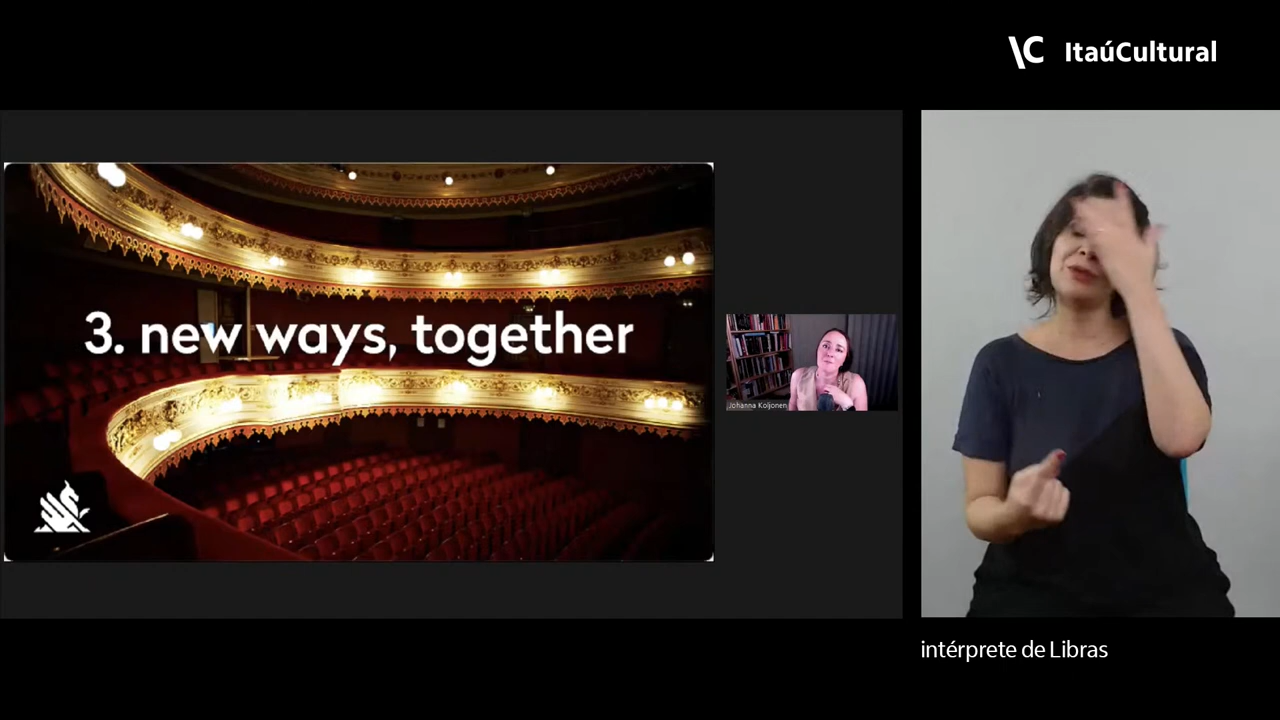 \C ItaúCultural
3. new ways, together
Johanna Koljonen
intérprete de Libras